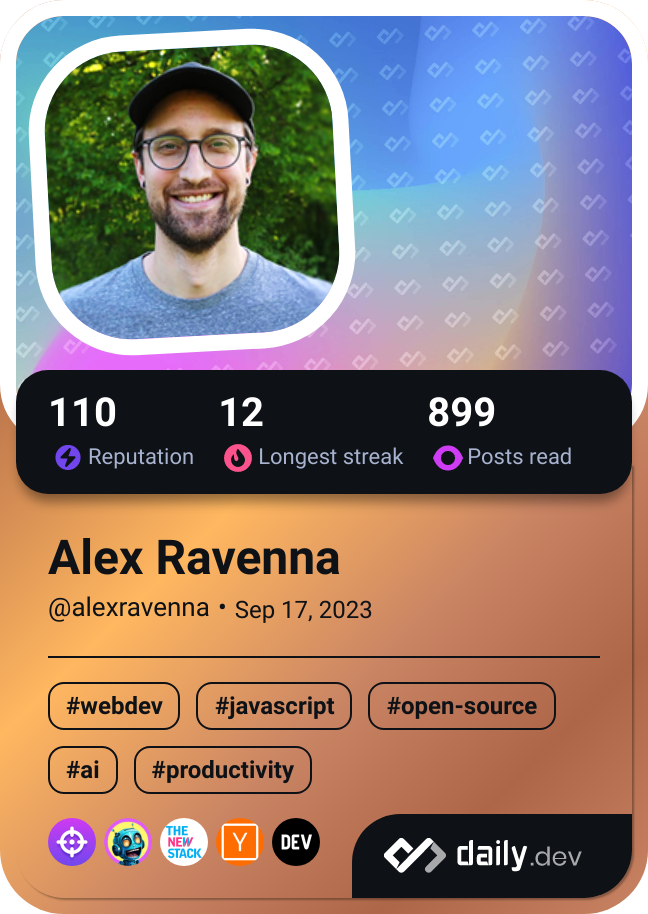 110 12 899
Reputation Longest streak Posts read
Alex Ravenna
@alexravenna • Sep 17, 2023
#webdev #javascript #open-source
#ai #productivity
THE
NEW
STACK
Y
DEV
daily.dev